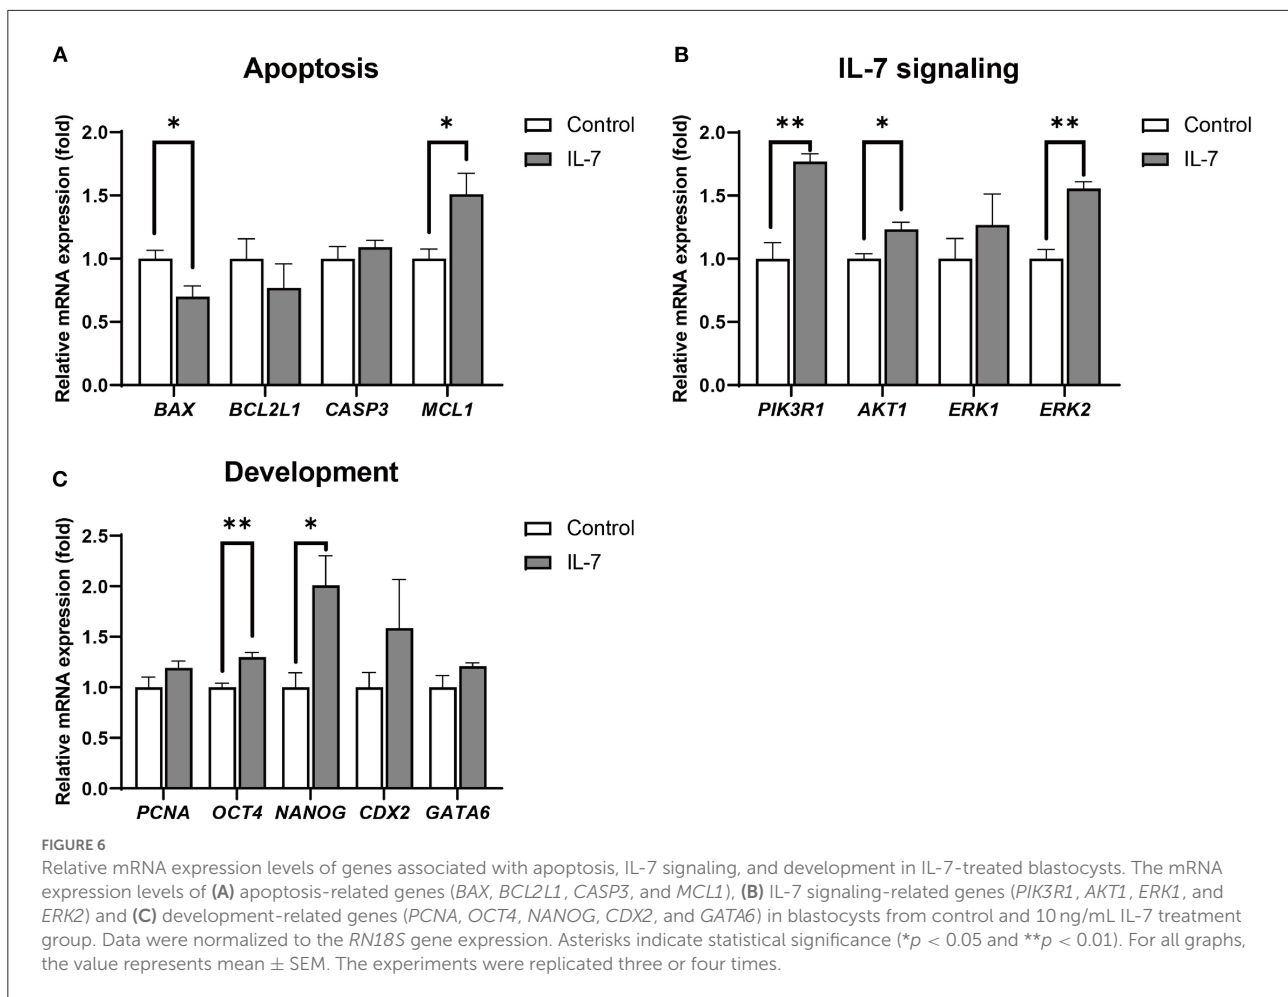 A
Apoptosis
Relative mRNA expression (fold)
2.0
1.5
1.0
0.5
0.0
*
*
Control
IL-7
BAX BCL2L1 CASP3 MCL1
B
IL-7 signaling
Relative mRNA expression (fold)
2.0
1.5
1.0
0.5
0.0
**
*
**
Control
IL-7
PIK3R1 AKT1 ERK1 ERK2
C
Development
Relative mRNA expression (fold)
2.5
2.0
1.5
1.0
0.5
0.0
**
*
Control
IL-7
PCNA OCT4 NANOG CDX2 GATA6
FIGURE 6
Relative mRNA expression levels of genes associated with apoptosis, IL-7 signaling, and development in IL-7-treated blastocysts. The mRNA
expression levels of (A) apoptosis-related genes (BAX, BCL2L1, CASP3, and MCL1), (B) IL-7 signaling-related genes (PIK3R1, AKT1, ERK1, and
ERK2) and (C) development-related genes (PCNA, OCT4, NANOG, CDX2, and GATA6) in blastocysts from control and 10 ng/mL IL-7 treatment
group. Data were normalized to the RN18S gene expression. Asterisks indicate statistical significance (*p < 0.05 and **p < 0.01). For all graphs,
the value represents mean ± SEM. The experiments were replicated three or four times.